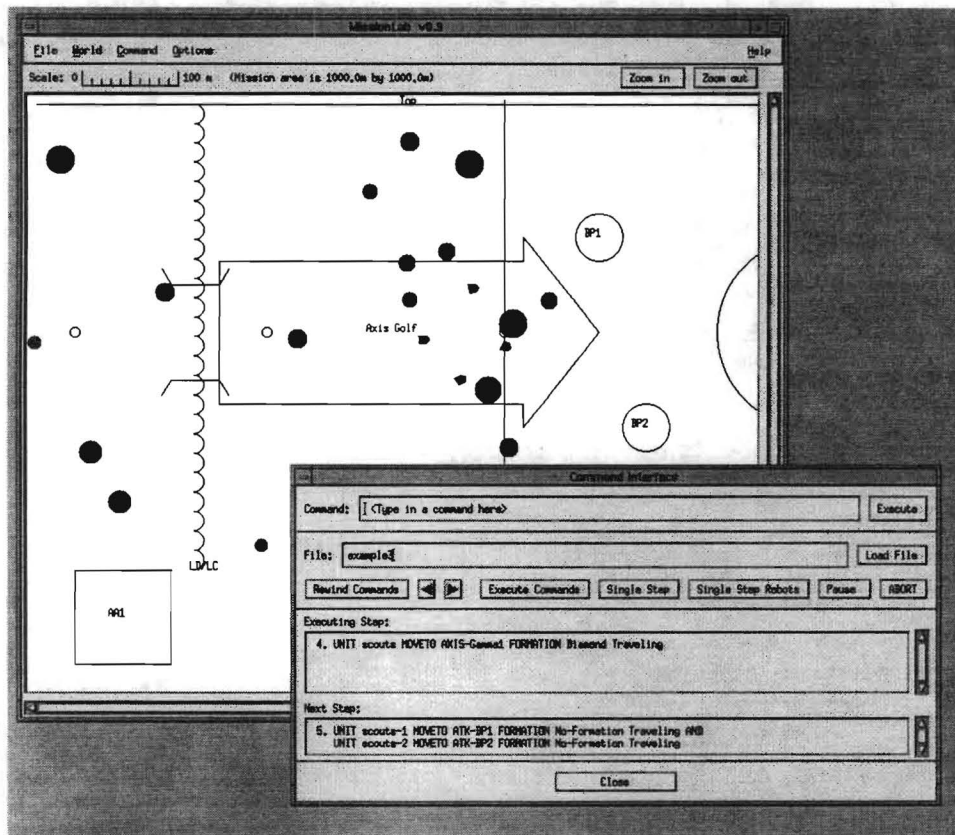 MissionLab v0.9
File World Command Options Help
Scale: 0 100 m (Mission area is 1000.0m by 1000.0m) Zoom in Zoom out
Top
BP1
Axis Golf
BP2
LD/LC
AA1
Command Interface
Command: <Type in a command here> Execute
File: example3 Load File
Rewind Commands Execute Commands Single Step Single Step Robots Pause ABORT
Executing Step:
4. UNIT scouts MOVETO AXIS-Gamma1 FORMATION Diamond Traveling
Next Step:
5. UNIT scouts-1 MOVETO ATK-BP1 FORMATION No-Formation Traveling AND
UNIT scouts-2 MOVETO ATK-BP2 FORMATION No-Formation Traveling
Close